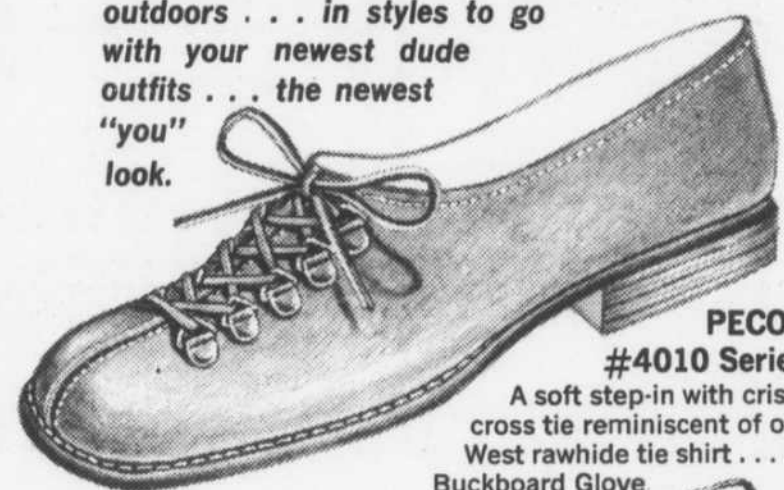 outdoors . . . in styles to go
with your newest dude
outfits . . . the newest
"you"
look.
PECO
#4010 Serie
A soft step-in with cris
cross tie reminiscent of o
West rawhide tie shirt . . .
Buckboard Glove